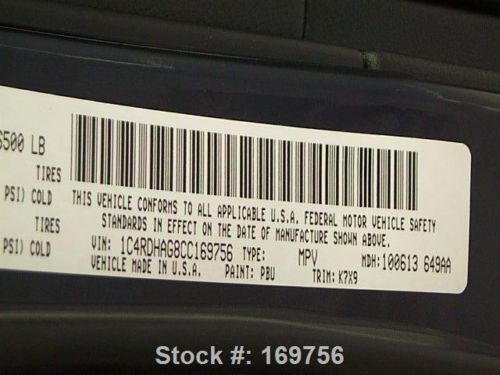 6500 LB
TIRES
PSI) COLD
THIS VEHICLE CONFORMS TO ALL APPLICABLE U.S.A. FEDERAL MOTOR VEHICLE SAFETY
TIRES
STANDARDS IN EFFECT ON THE DATE OF MANUFACTURE SHOWN ABOVE.
PSI) COLD
VIN: 1C4RDHAG8CC169756 TYPE: MPV MDH: 100613 649AA
VEHICLE MADE IN U.S.A. PAINT: PBU TRIM: K7X9
Stock #: 169756